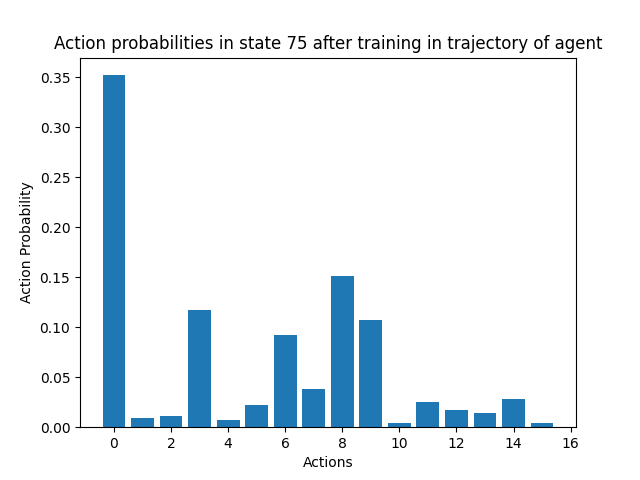 Action probabilities in state 75 after training in trajectory of agent
0.35
0.30
0.25
0.20
0.15
0.10
0.05
0.00
Action Probability
0 2 4 6 8 10 12 14 16
Actions